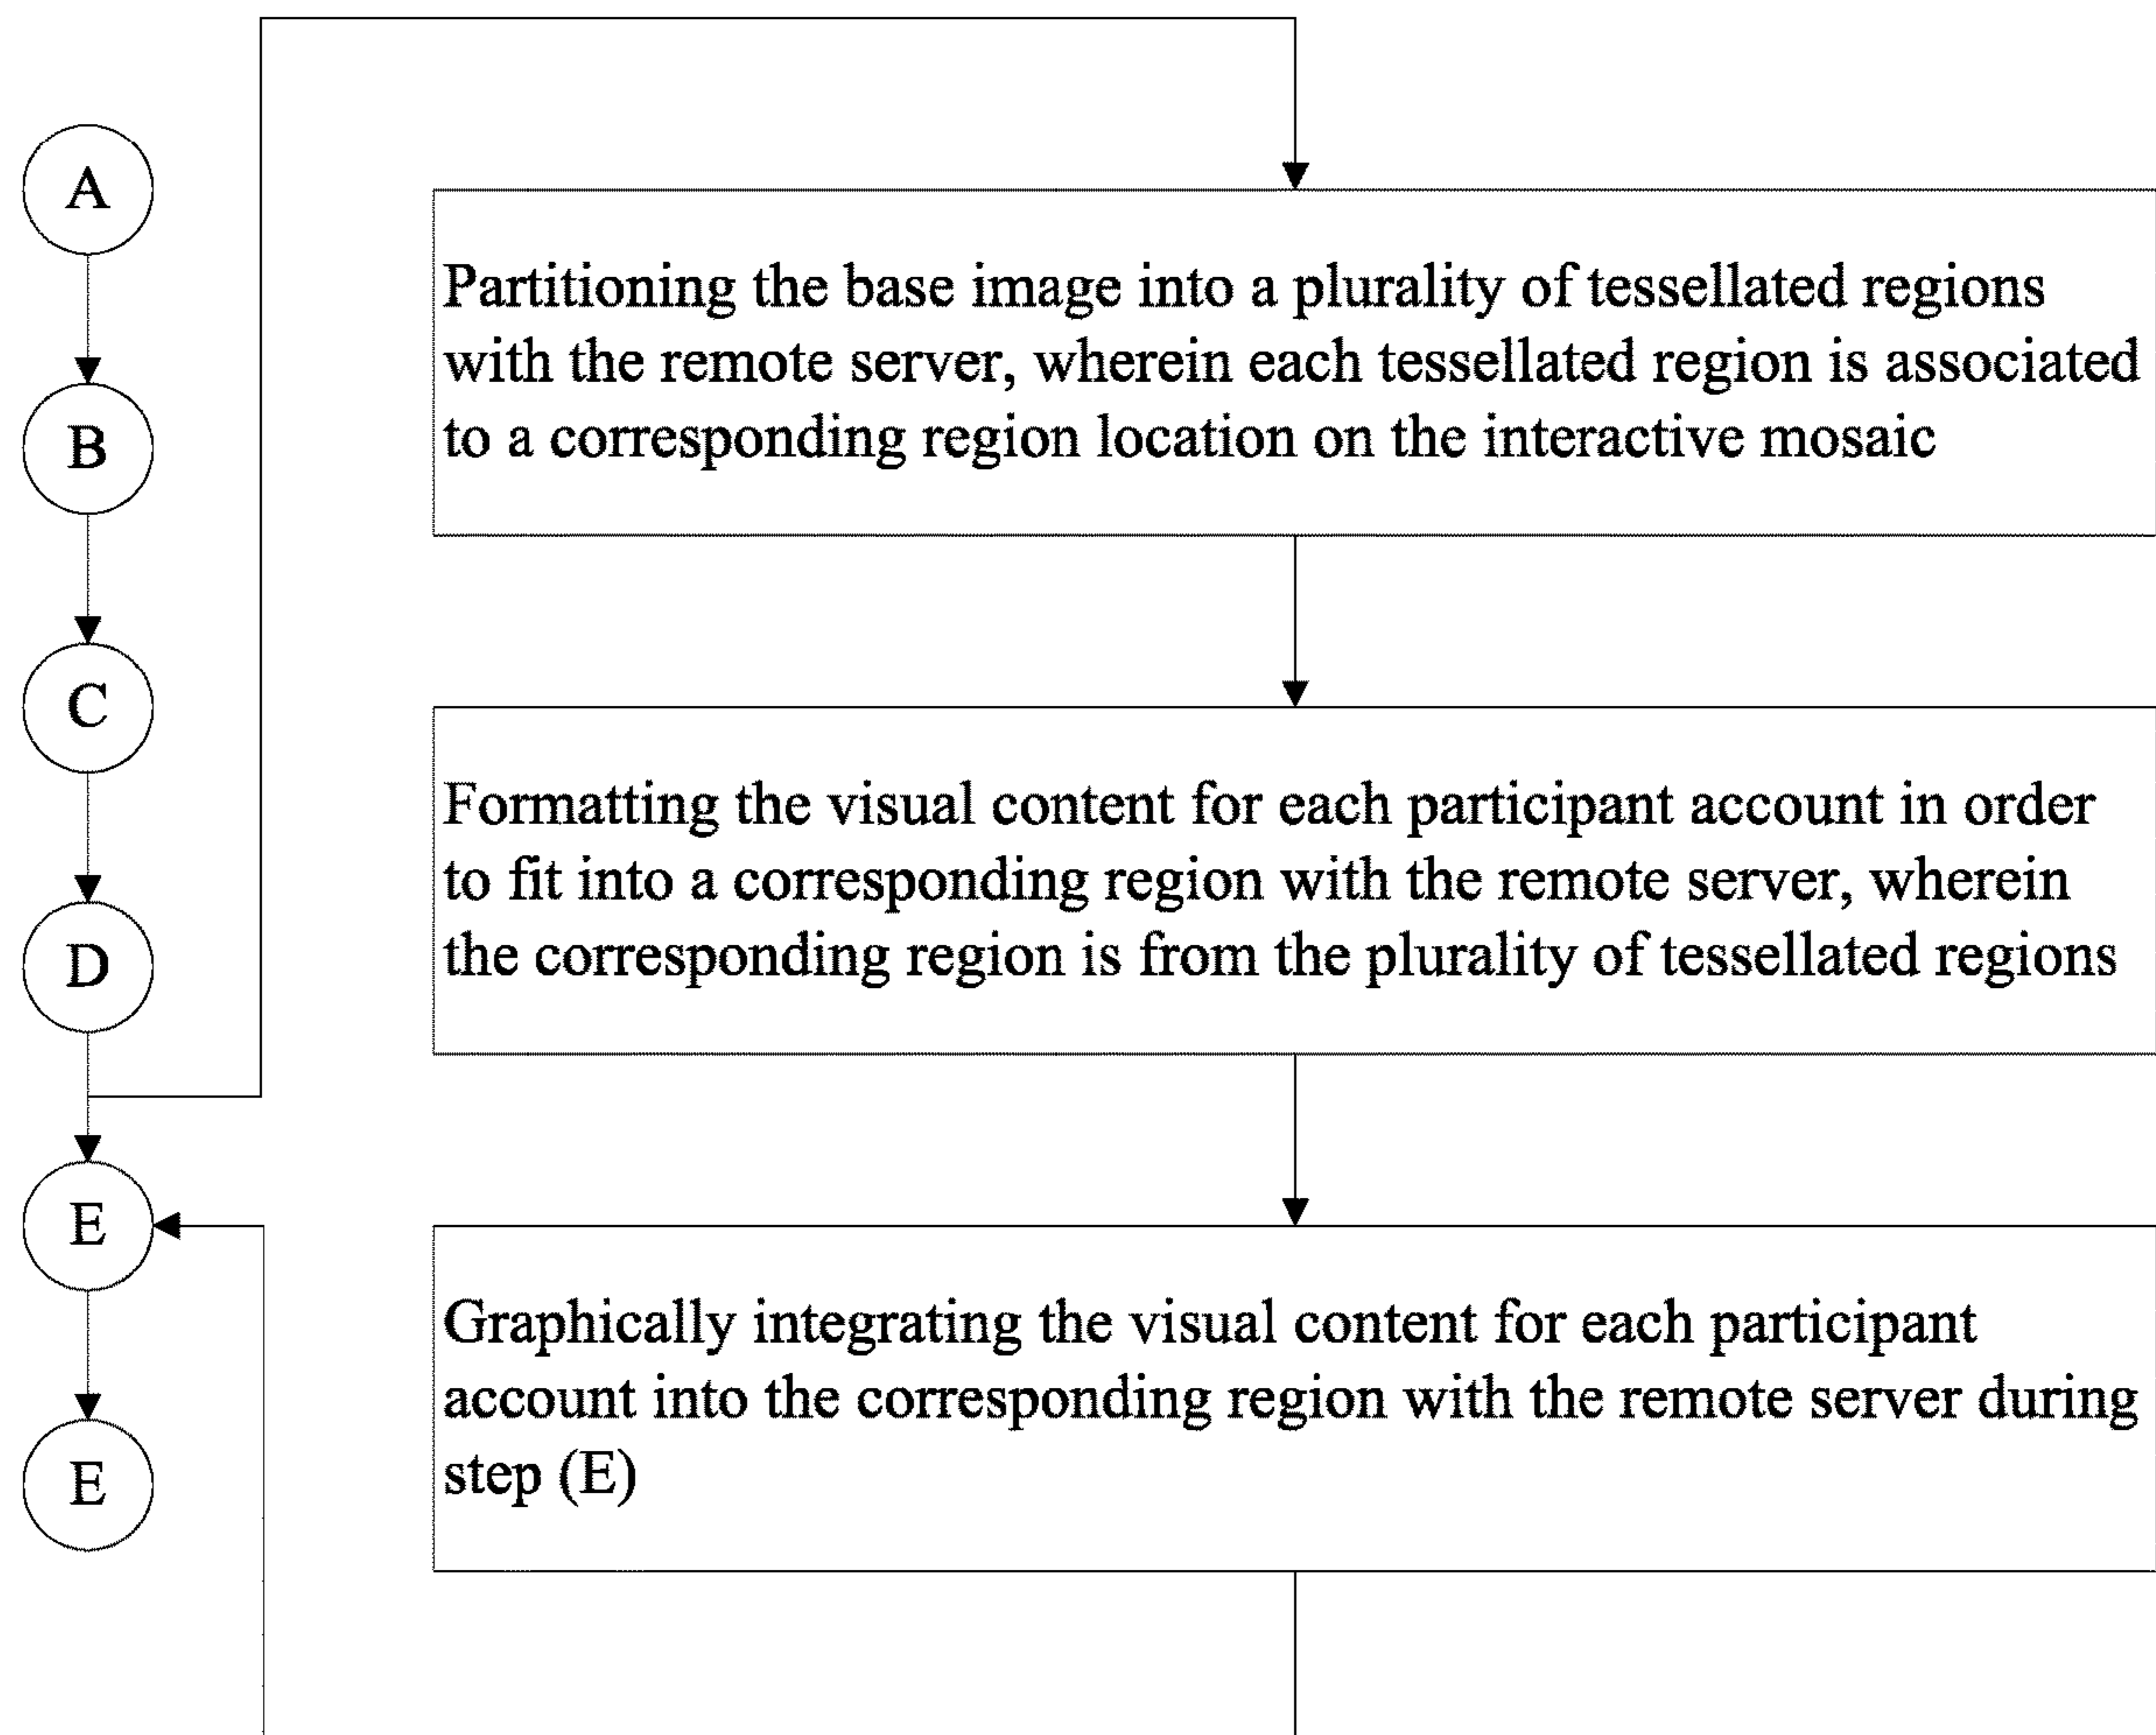 A
B
C
D
E
E
Partitioning the base image into a plurality of tessellated regions
with the remote server, wherein each tessellated region is associated
to a corresponding region location on the interactive mosaic
Formatting the visual content for each participant account in order
to fit into a corresponding region with the remote server, wherein
the corresponding region is from the plurality of tessellated regions
Graphically integrating the visual content for each participant
account into the corresponding region with the remote server during
step (E)